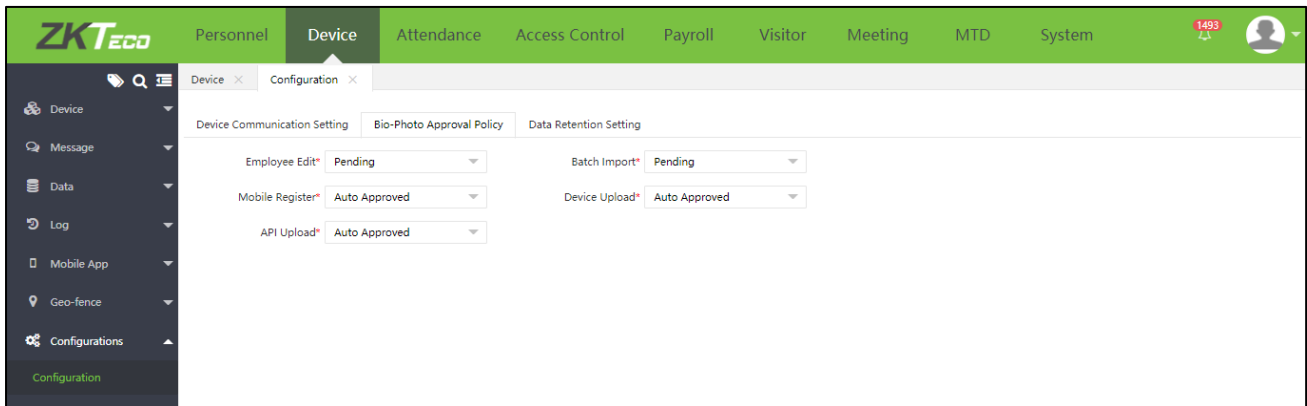 ZKTECO Personnel Device Attendance Access Control Payroll Visitor Meeting MTD System 1493
Device Configuration
Device
Device Communication Setting Bio-Photo Approval Policy Data Retention Setting
Message
Employee Edit* Pending Batch Import* Pending
Data
Mobile Register* Auto Approved Device Upload* Auto Approved
Log
API Upload* Auto Approved
Mobile App
Geo-fence
Configurations
Configuration